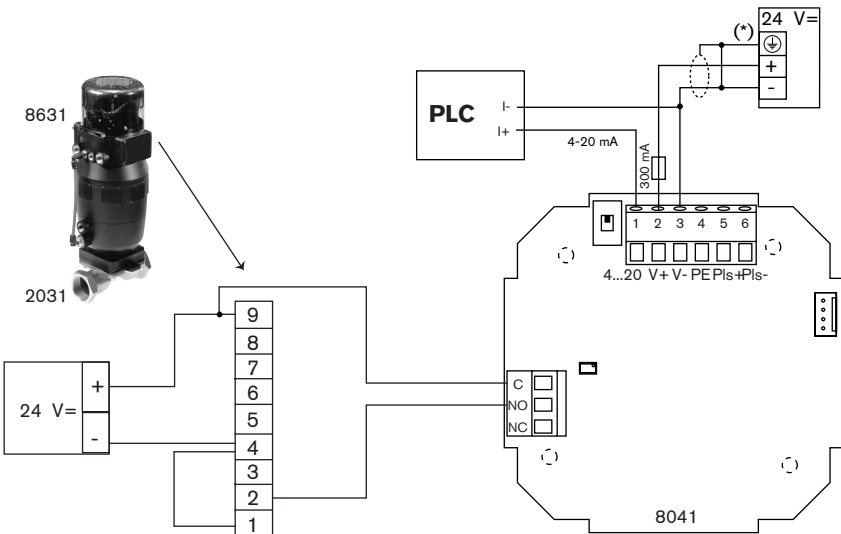 24 V=
(*)
+
-
8631
PLC
I-
I+
4-20 mA
300 mA
1 2 3 4 5 6
4...20 V+ V- PE Pls+Pls-
2031
9
8
7
6
5
4
3
2
1
+
24 V=
-
C
NO
NC
8041